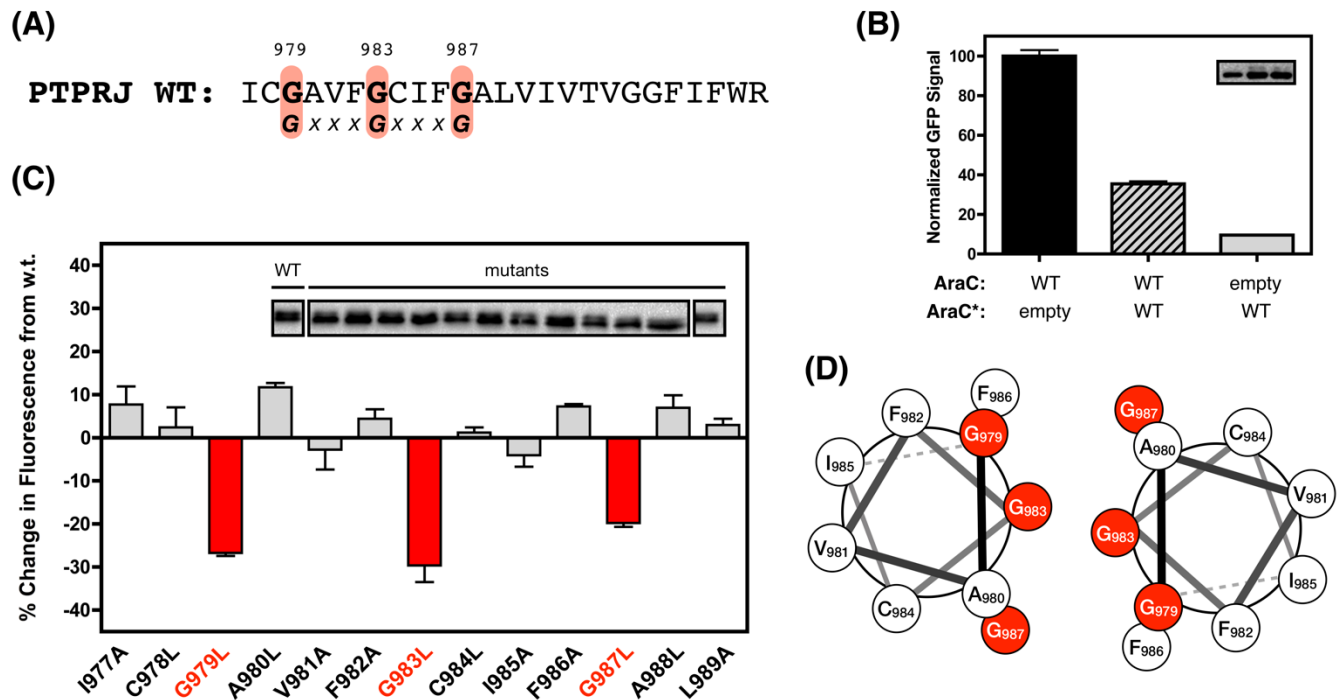 (A)
979 983 987
PTPRJ WT: ICGAVFGCIFGALVIVTVGGFIFWR
GxxxGxxxG
(B)
Normalized GFP Signal
100
80
60
40
20
0
AraC: WT WT empty
AraC*: empty WT WT
(C)
% Change in Fluorescence from w.t.
40
30
20
10
0
-10
-20
-30
-40
WT mutants
I977A C978L G979L A980L V981A F982A G983L C984L I985A F986A G987L A988L L989A
(D)
F986
F982
G979
I985
G983
V981
A980
C984
G987
G987
A980
C984
V981
G983
I985
G979
F982
F986